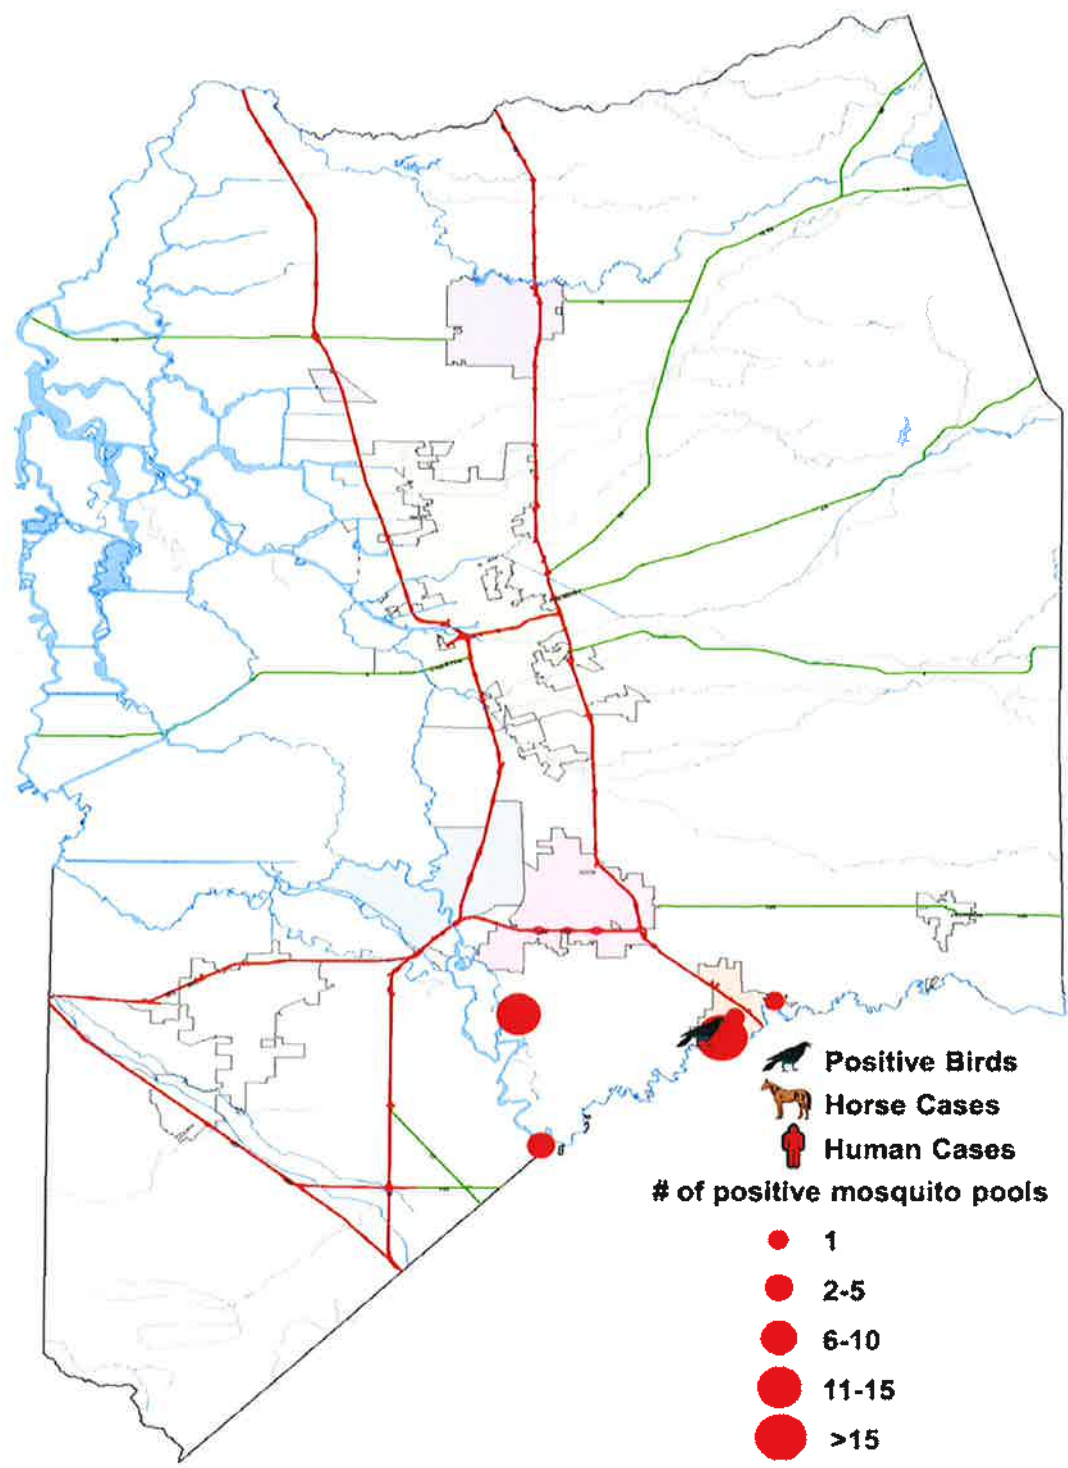 Positive Birds
Horse Cases
Human Cases
# of positive mosquito pools
1
2-5
6-10
11-15
>15